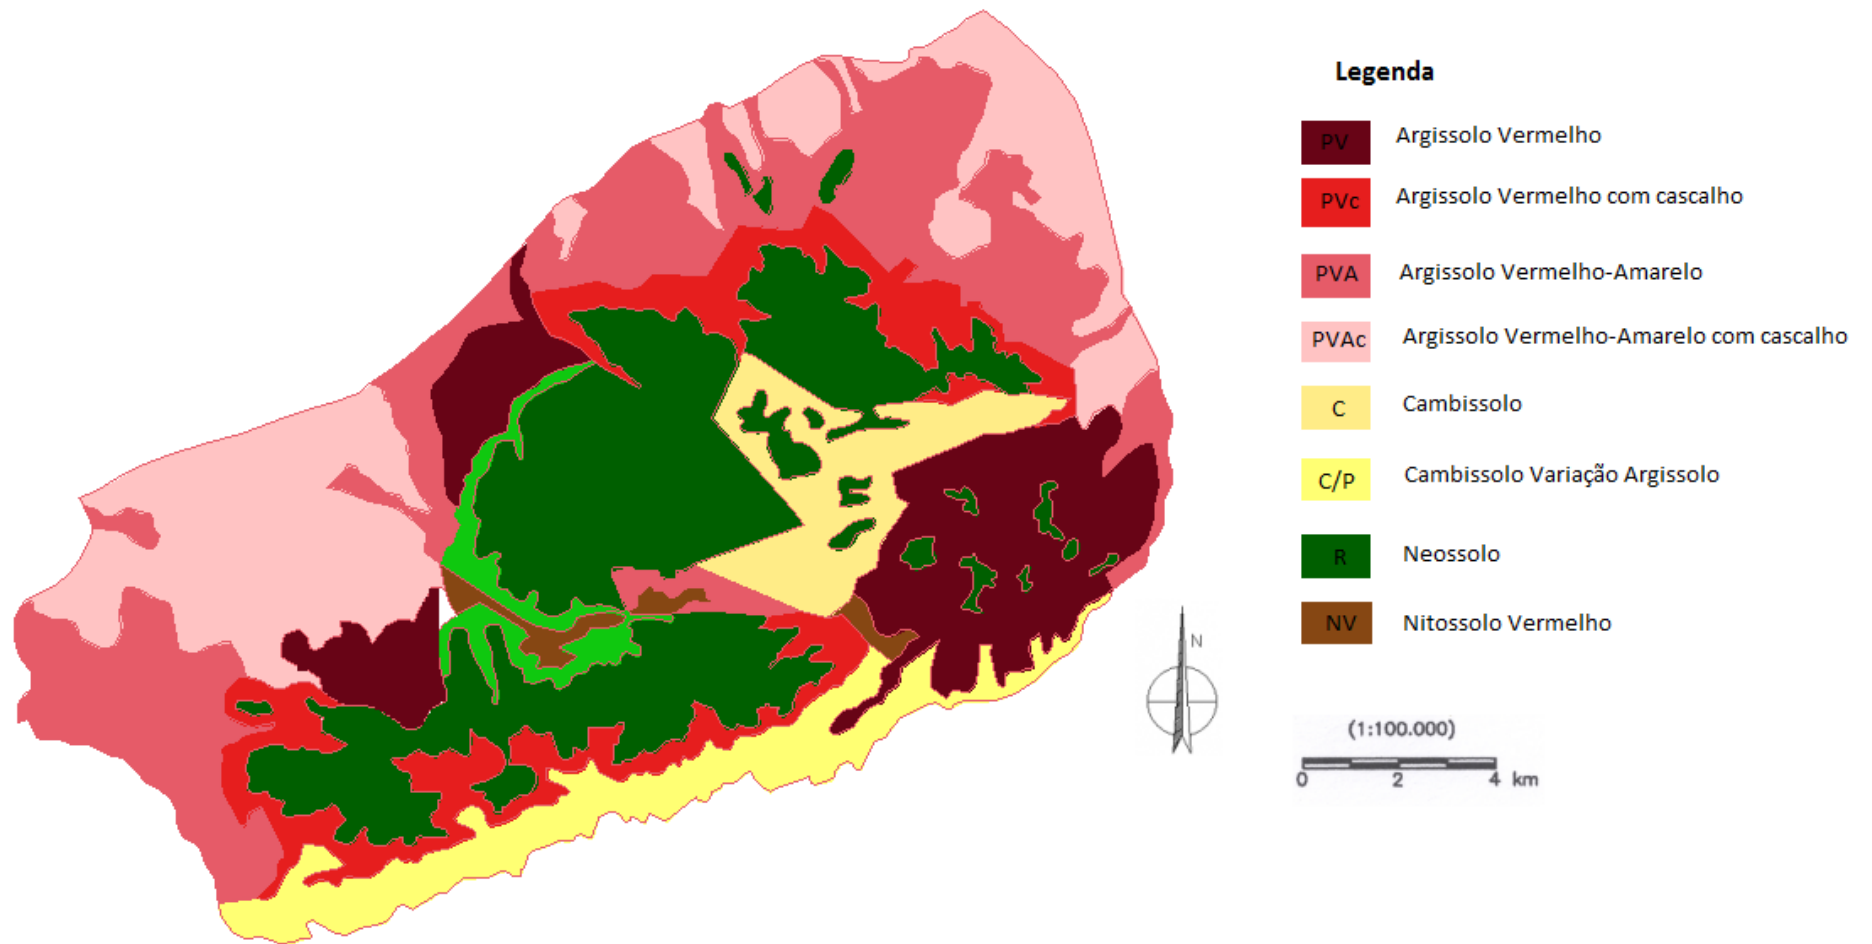 Legenda
PV Argissolo Vermelho
PVc Argissolo Vermelho com cascalho
PVA Argissolo Vermelho-Amarelo
PVAc Argissolo Vermelho-Amarelo com cascalho
C Cambissolo
C/P Cambissolo Variação Argissolo
R Neossolo
NV Nitossolo Vermelho
N
(1:100.000)
0 2 4 km